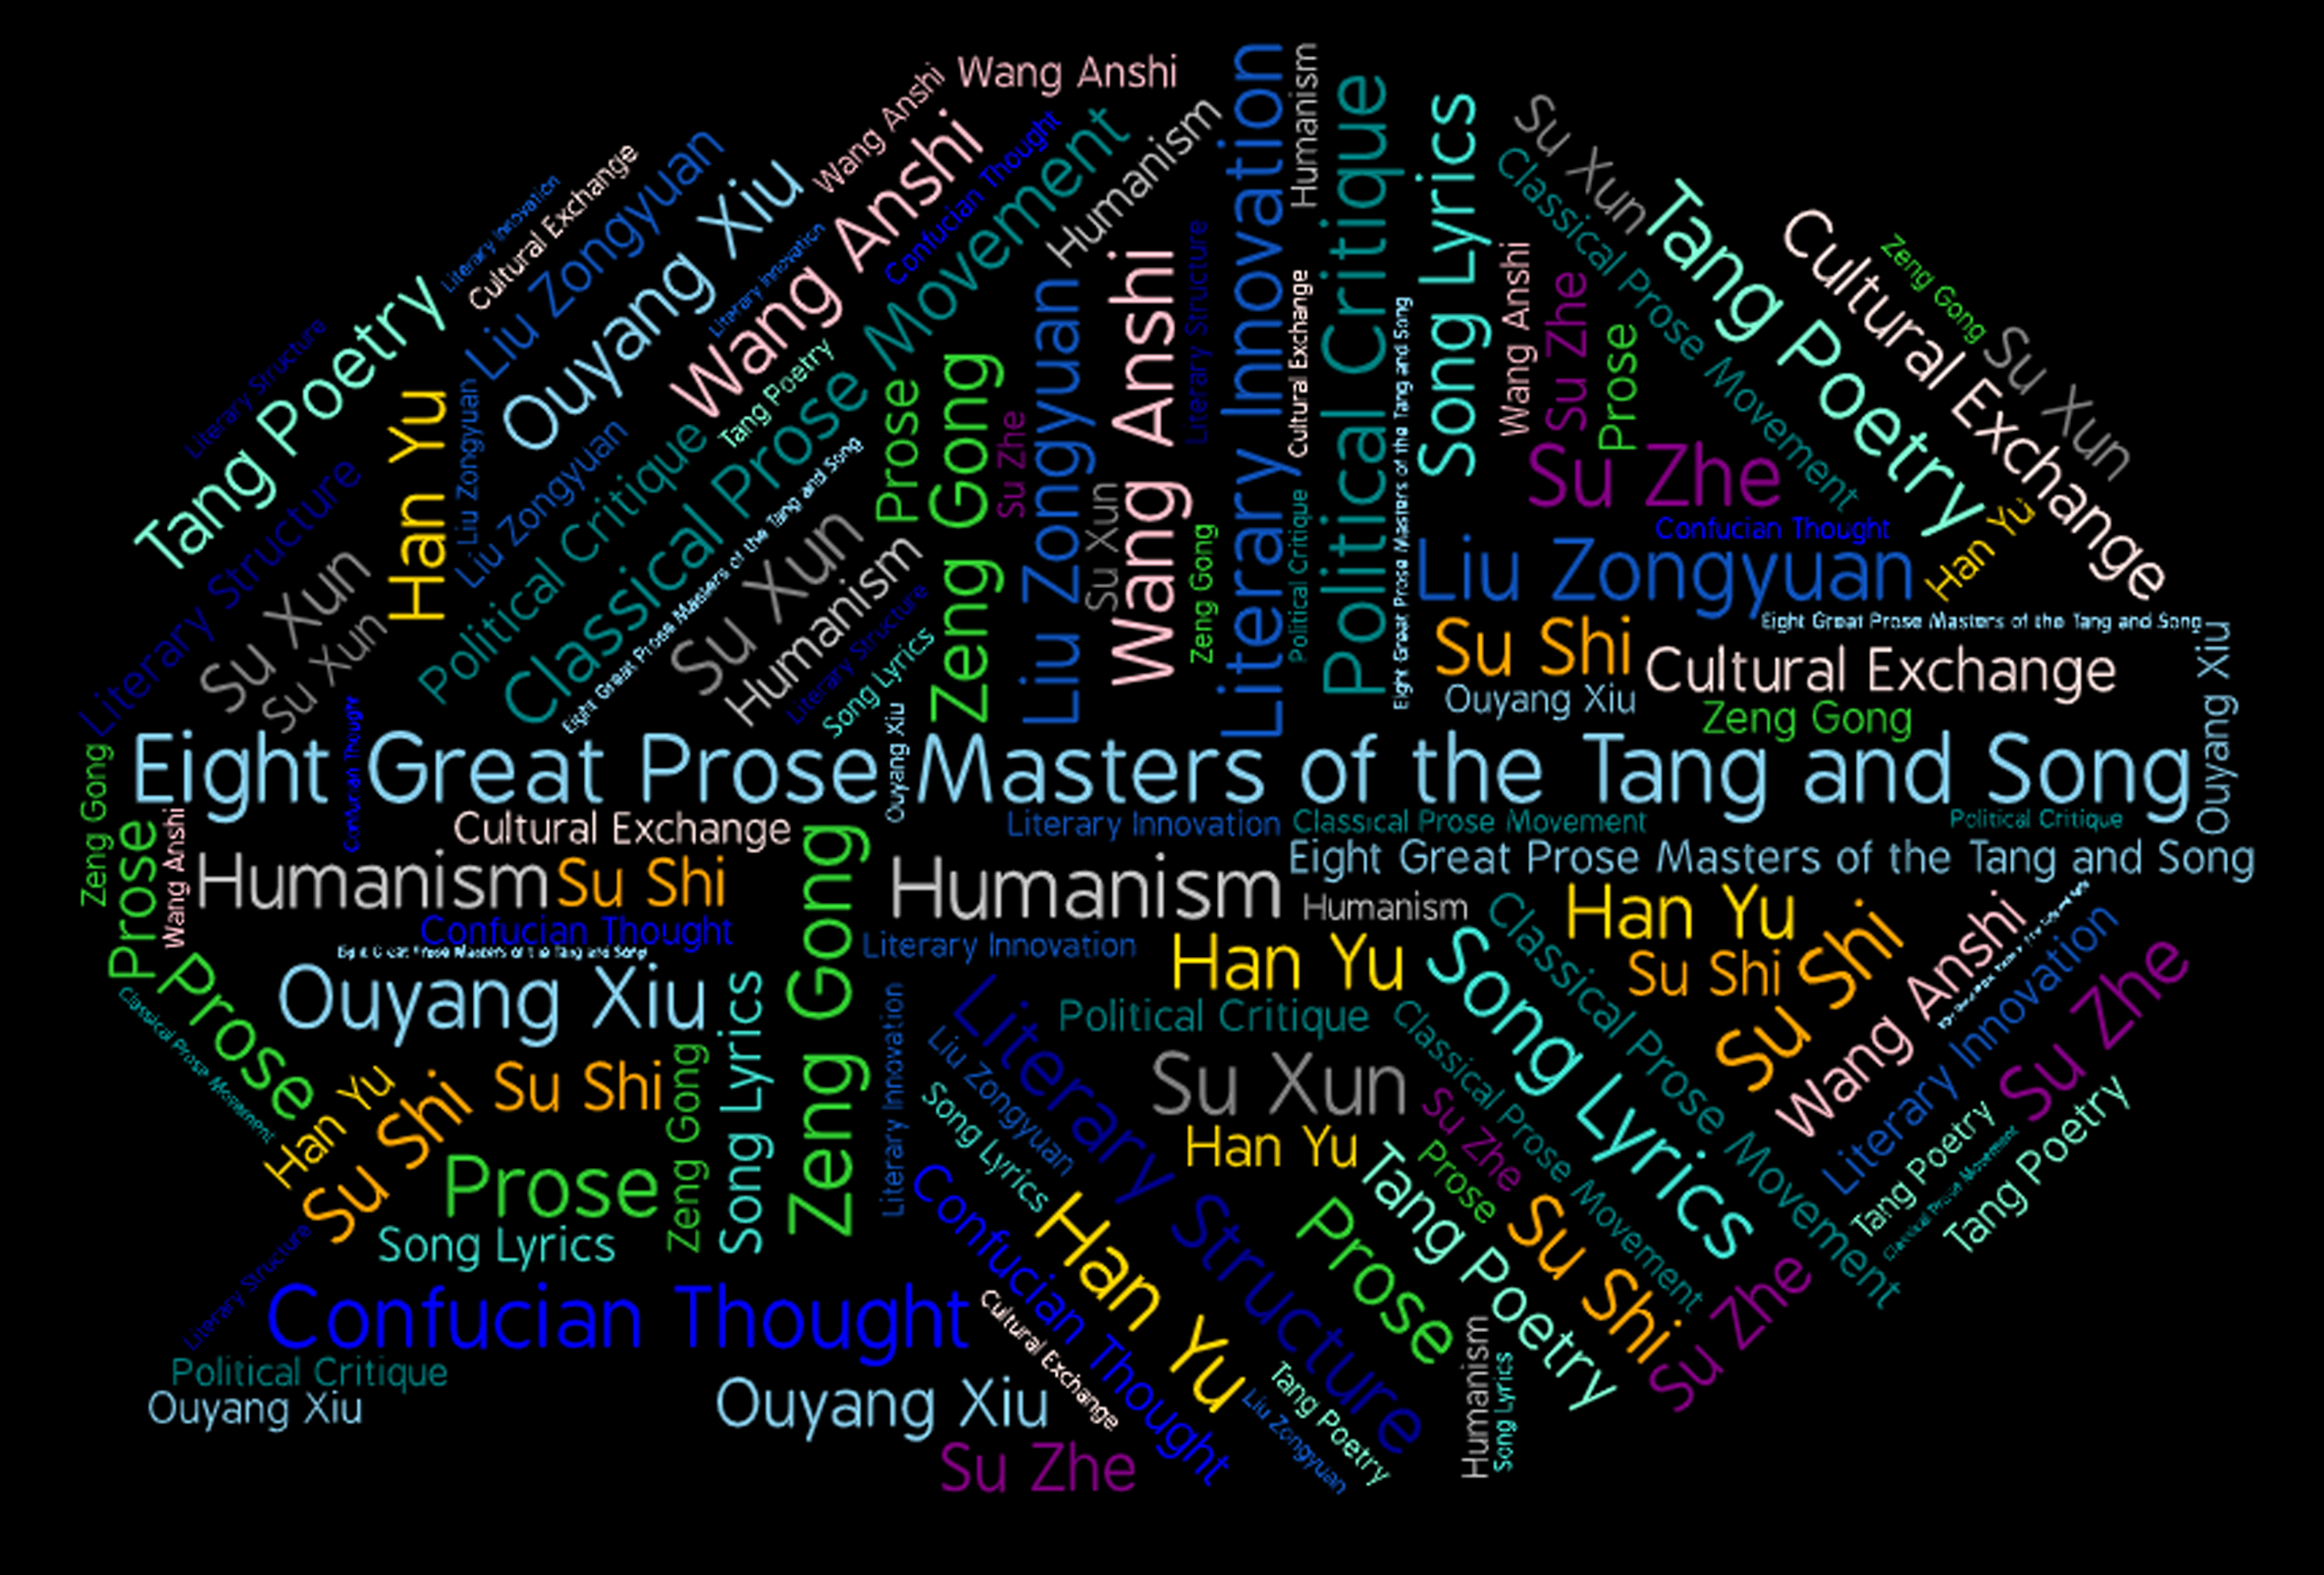 Wang Anshi
Wang Anshi
Wang Anshi
Confucian Thought
Classical Prose Movement
Humanism
Literary Innovation
Humanism
Political Critique
Song Lyrics
Su Xun
Classical Prose Movement
Tang Poetry
Cultural Exchange
Zeng Gong
Su Xun
Literary Innovation
Cultural Exchange
Liu Zongyuan
Ouyang Xiu
Literary Innovation
Tang Poetry
Literary Structure
Literary Structure
Han Yu
Liu Zongyuan
Liu Zongyuan
Political Critique
Tang Poetry
Eight Great Prose Masters of the Tang and Song
Su Xun
Su Xun
Su Xun
Humanism
Literary Structure
Song Lyrics
Prose
Zeng Gong
Su Zhe
Liu Zongyuan
Su Xun
Wang Anshi
Literary Structure
Zeng Gong
Cultural Exchange
Political Critique
Eight Great Prose Masters of the Tang and Song
Wang Anshi
Su Zhe
Prose
Su Zhe
Confucian Thought
Liu Zongyuan
Han Yu
Su Shi
Eight Great Prose Masters of the Tang and Song
Cultural Exchange
Ouyang Xiu
Zeng Gong
Ouyang Xiu
Confucian Thought
Ouyang Xiu
Eight Great Prose Masters of the Tang and Song
Zeng Gong
Prose
Wang Anshi
Cultural Exchange
Literary Innovation
Classical Prose Movement
Political Critique
Eight Great Prose Masters of the Tang and Song
Humanism
Su Shi
Zeng Gong
Humanism
Humanism
Han Yu
Confucian Thought
Literary Innovation
Eight Great Prose Masters of the Tang and Song
Han Yu
Song Lyrics
Classical Prose Movement
Su Shi
Su Shi
Wang Anshi
Literary Innovation
Su Zhe
Prose
Classical Prose Movement
Ouyang Xiu
Song Lyrics
Literary Innovation
Literary Structure
Political Critique
Classical Prose Movement
Liu Zongyuan
Su Xun
Han Yu
Su Shi
Su Shi
Zeng Gong
Song Lyrics
Su Zhe
Han Yu
Prose
Tang Poetry
Tang Poetry
Classical Prose Movement
Tang Poetry
Prose
Song Lyrics
Confucian Thought
Han Yu
Prose
Su Shi
Su Zhe
Literary Structure
Confucian Thought
Cultural Exchange
Political Critique
Ouyang Xiu
Ouyang Xiu
Tang Poetry
Liu Zongyuan
Humanism
Song Lyrics
Su Zhe